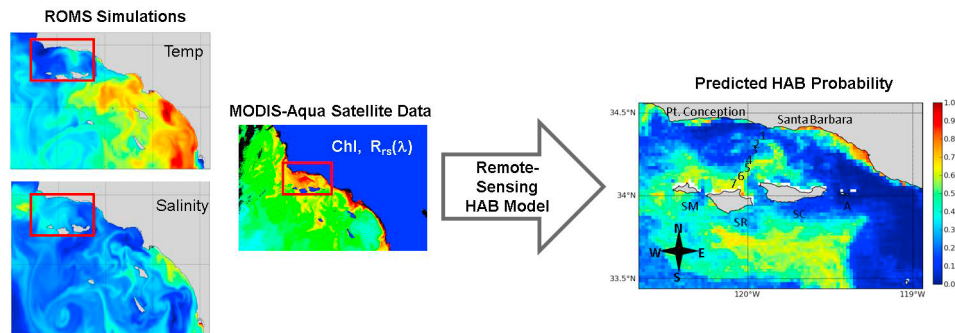 ROMS Simulations
Temp
Salinity
MODIS-Aqua Satellite Data
Chl, Rrs(λ)
Remote-
Sensing
HAB Model
Predicted HAB Probability
34.5°N
34°N
33.5°N
Pt. Conception
Santa Barbara
1
2
3
4
5
6
7
SM
SR
SC
A
N
W E
S
120°W
119°W
1.0
0.9
0.8
0.7
0.6
0.5
0.4
0.3
0.2
0.1
0.0